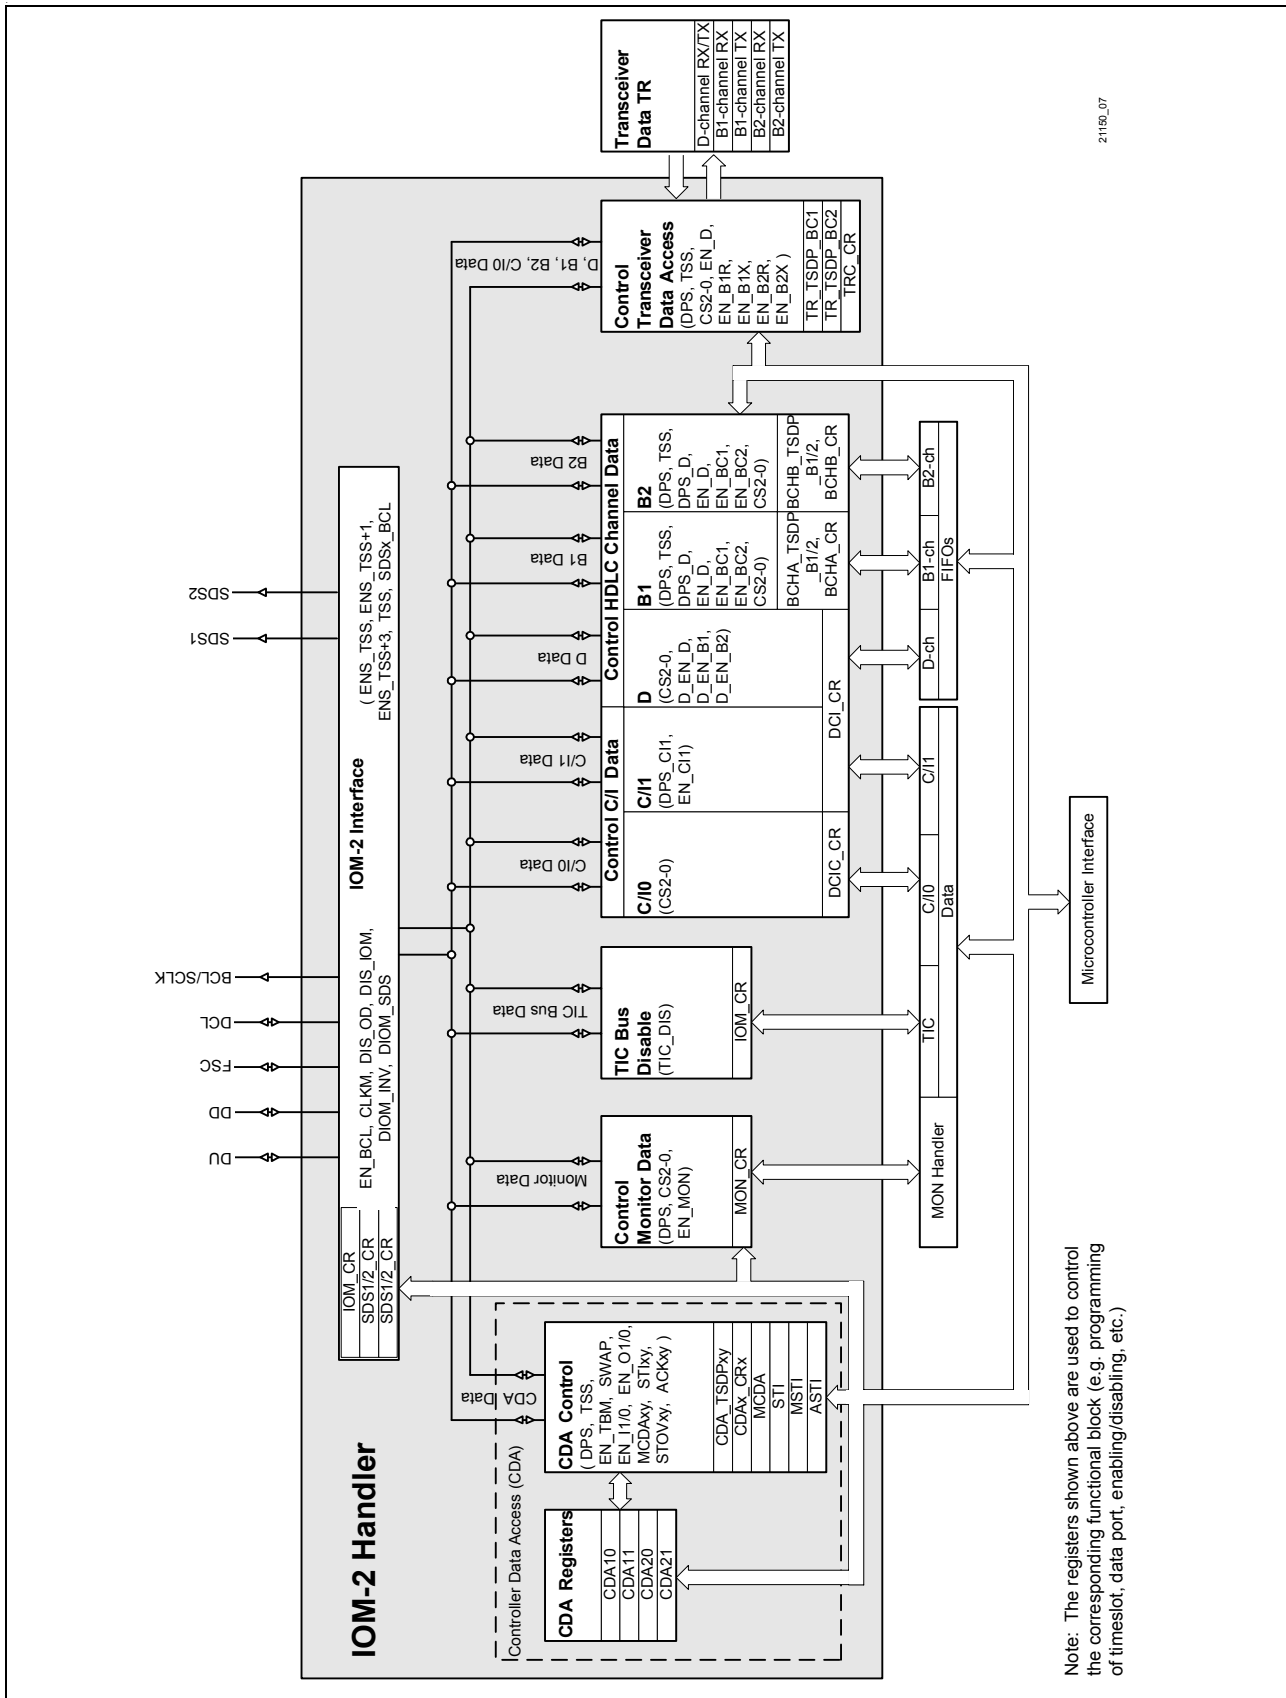 IOM-2 Handler
DU
DD
FSC
DCL
BCL/SCLK
SDS1
SDS2
IOM_CR
SDS1/2_CR
SDS1/2_CR
IOM-2 Interface
EN_BCL, CLKM, DIS_OD, DIS_IOM,
DIOM_INV, DIOM_SDS
( ENS_TSS, ENS_TSS+1,
ENS_TSS+3, TSS, SDSx_BCL
CDA Data
Monitor Data
TIC Bus Data
C/I0 Data
C/I1 Data
D Data
B1 Data
B2 Data
D, B1, B2, C/I0 Data
Controller Data Access (CDA)
CDA Registers
CDA10
CDA11
CDA20
CDA21
CDA Control
( DPS, TSS,
EN_TBM, SWAP,
EN_I1/0, EN_O1/0,
MCDAxy, STIxy,
STOVxy, ACKxy)
CDA_TSDPxy
CDAx_CRx
MCDA
STI
MSTI
ASTI
Control
Monitor Data
(DPS, CS2-0,
EN_MON)
MON_CR
TIC Bus
Disable
(TIC_DIS)
IOM_CR
Control C/I Data
C/I0
(CS2-0)
DCIC_CR
C/I1
(DPS_CI1,
EN_CI1)
Control HDLC Channel Data
D
(CS2-0,
D_EN_D,
D_EN_B1,
D_EN_B2)
DCI_CR
B1
(DPS, TSS,
DPS_D,
EN_D,
EN_BC1,
EN_BC2,
CS2-0)
BCHA_TSDP
_B1/2,
BCHA_CR
B2
(DPS, TSS,
DPS_D,
EN_D,
EN_BC1,
EN_BC2,
CS2-0)
BCHB_TSDP
_B1/2,
BCHB_CR
Control
Transceiver
Data Access
(DPS, TSS,
CS2-0, EN_D,
EN_B1R,
EN_B1X,
EN_B2R,
EN_B2X )
TR_TSDP_BC1
TR_TSDP_BC2
TRC_CR
Transceiver
Data TR
D-channel RX/TX
B1-channel RX
B1-channel TX
B2-channel RX
B2-channel TX
MON Handler
TIC
C/I0
C/I1
Data
D-ch
B1-ch
B2-ch
FIFOs
Microcontroller Interface
Note: The registers shown above are used to control
the corresponding functional block (e.g. programming
of timeslot, data port, enabling/disabling, etc.)
21150_07